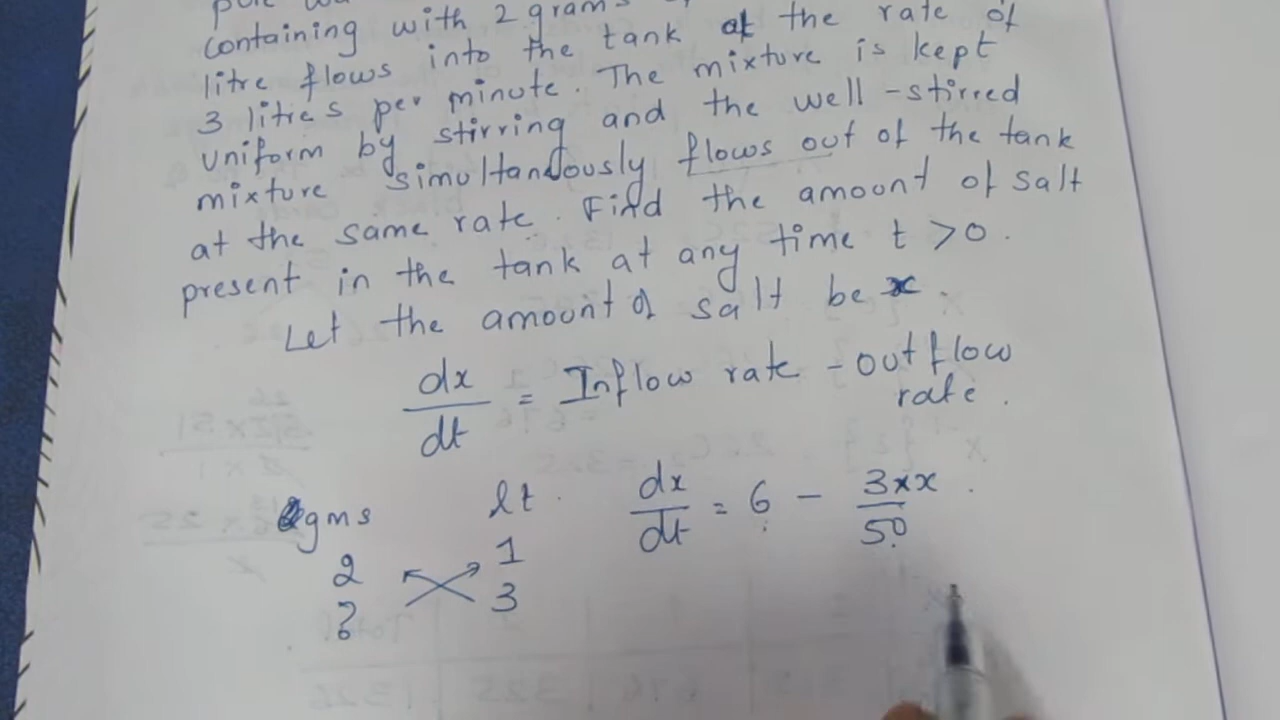 containing with 2 grams
litre flows into the tank at the rate of
3 litres per minute. The mixture is kept
uniform by stirring and the well-stirred
mixture simultaneously flows out of the tank
at the same rate. Find the amount of salt
present in the tank at any time t > 0.
Let the amount of salt be x.
dx/dt = Inflow rate - outflow
rate.
gms lt. dx/dt = 6 - 3×x/50.
2 1
? 3